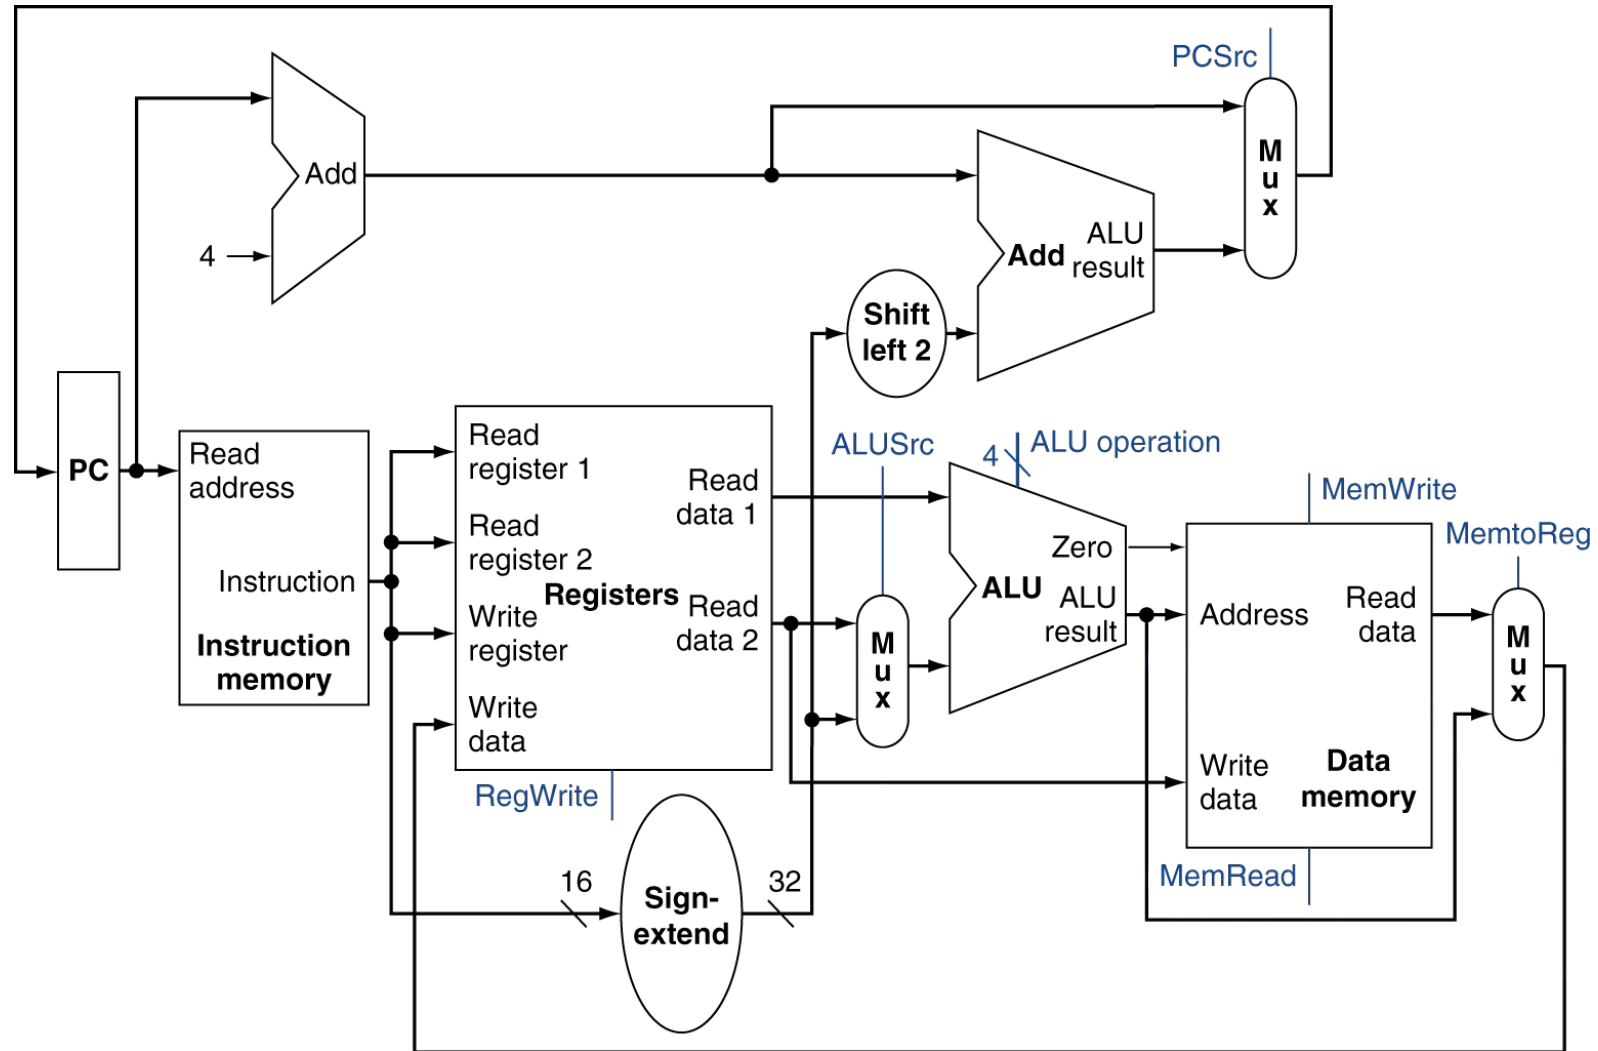 PCSrc
M
u
x
Add
4
Add
ALU
result
Shift
left 2
PC
Read
address
Instruction
Instruction
memory
Read
register 1
Read
register 2
Write
register
Write
data
Registers
Read
data 1
Read
data 2
RegWrite
16
Sign-
extend
32
ALUSrc
M
u
x
4
ALU operation
Zero
ALU
ALU
result
MemWrite
Address
Read
data
Write
data
Data
memory
MemRead
MemtoReg
M
u
x